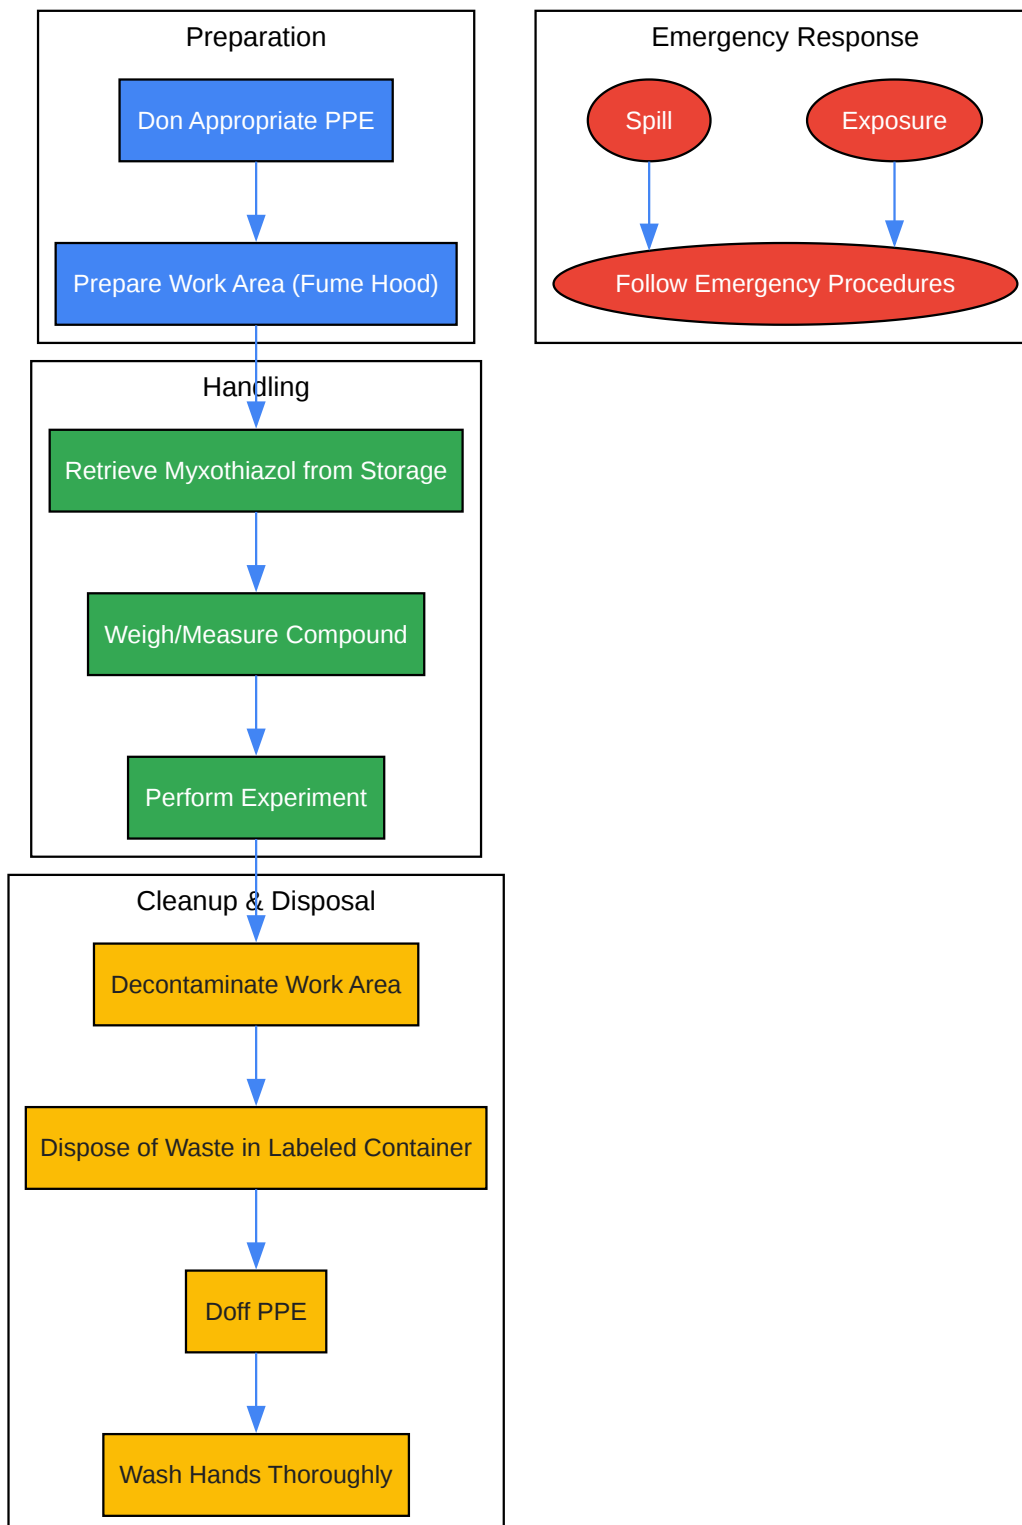 Preparation
Don Appropriate PPE
Prepare Work Area (Fume Hood)
Handling
Retrieve Myxothiazol from Storage
Weigh/Measure Compound
Perform Experiment
Cleanup & Disposal
Decontaminate Work Area
Dispose of Waste in Labeled Container
Doff PPE
Wash Hands Thoroughly
Emergency Response
Spill
Exposure
Follow Emergency Procedures